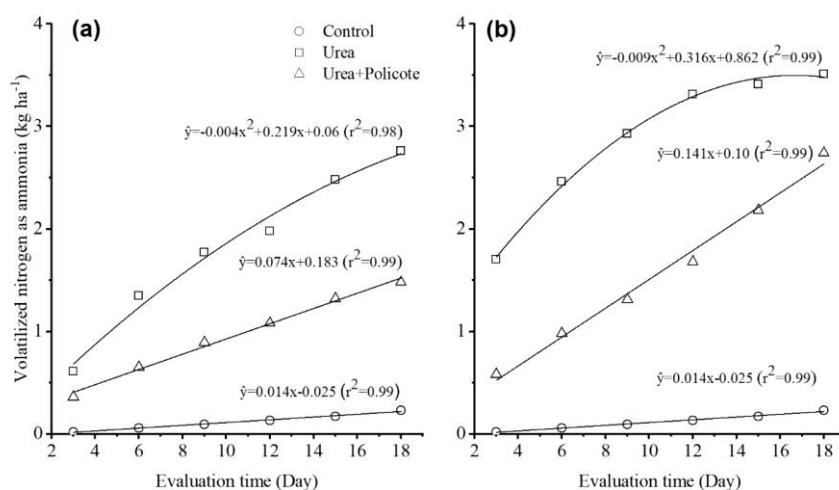 (a)
Control
Urea
Urea+Policote
ŷ=-0.004x²+0.219x+0.06 (r²=0.98)
ŷ=0.074x+0.183 (r²=0.99)
ŷ=0.014x-0.025 (r²=0.99)
(b)
ŷ=-0.009x²+0.316x+0.862 (r²=0.99)
ŷ=0.141x+0.10 (r²=0.99)
ŷ=0.014x-0.025 (r²=0.99)
Volatilized nitrogen as ammonia (kg ha⁻¹)
4
3
2
1
0
2 4 6 8 10 12 14 16 18
Evaluation time (Day)
4
3
2
1
0
2 4 6 8 10 12 14 16 18
Evaluation time (Day)